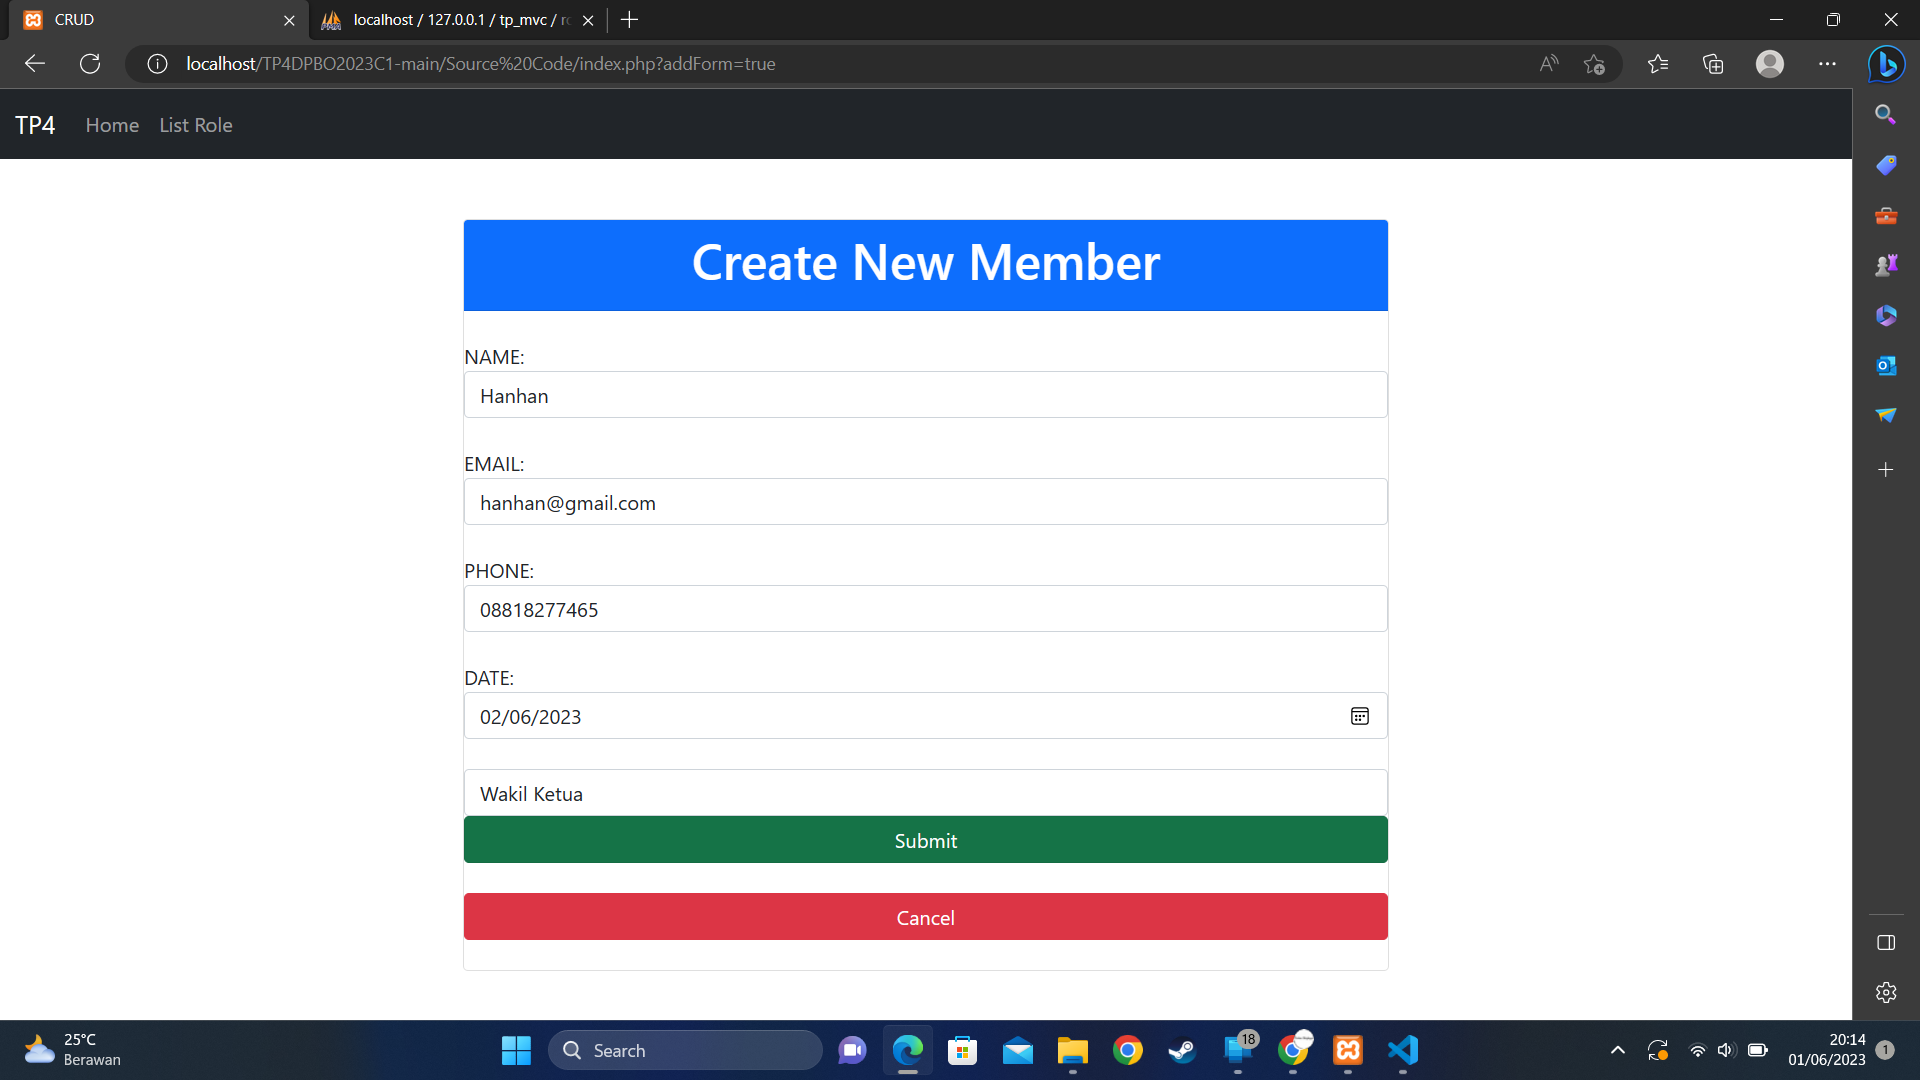 CRUD
localhost / 127.0.0.1 / tp_mvc /
localhost/TP4DPBO2023C1-main/Source%20Code/index.php?addForm=true
TP4 Home List Role
Create New Member
NAME:
Hanhan
EMAIL:
hanhan@gmail.com
PHONE:
08818277465
DATE:
02/06/2023
Wakil Ketua
Submit
Cancel
25°C
Berawan
Search
18
20:14
01/06/2023
1